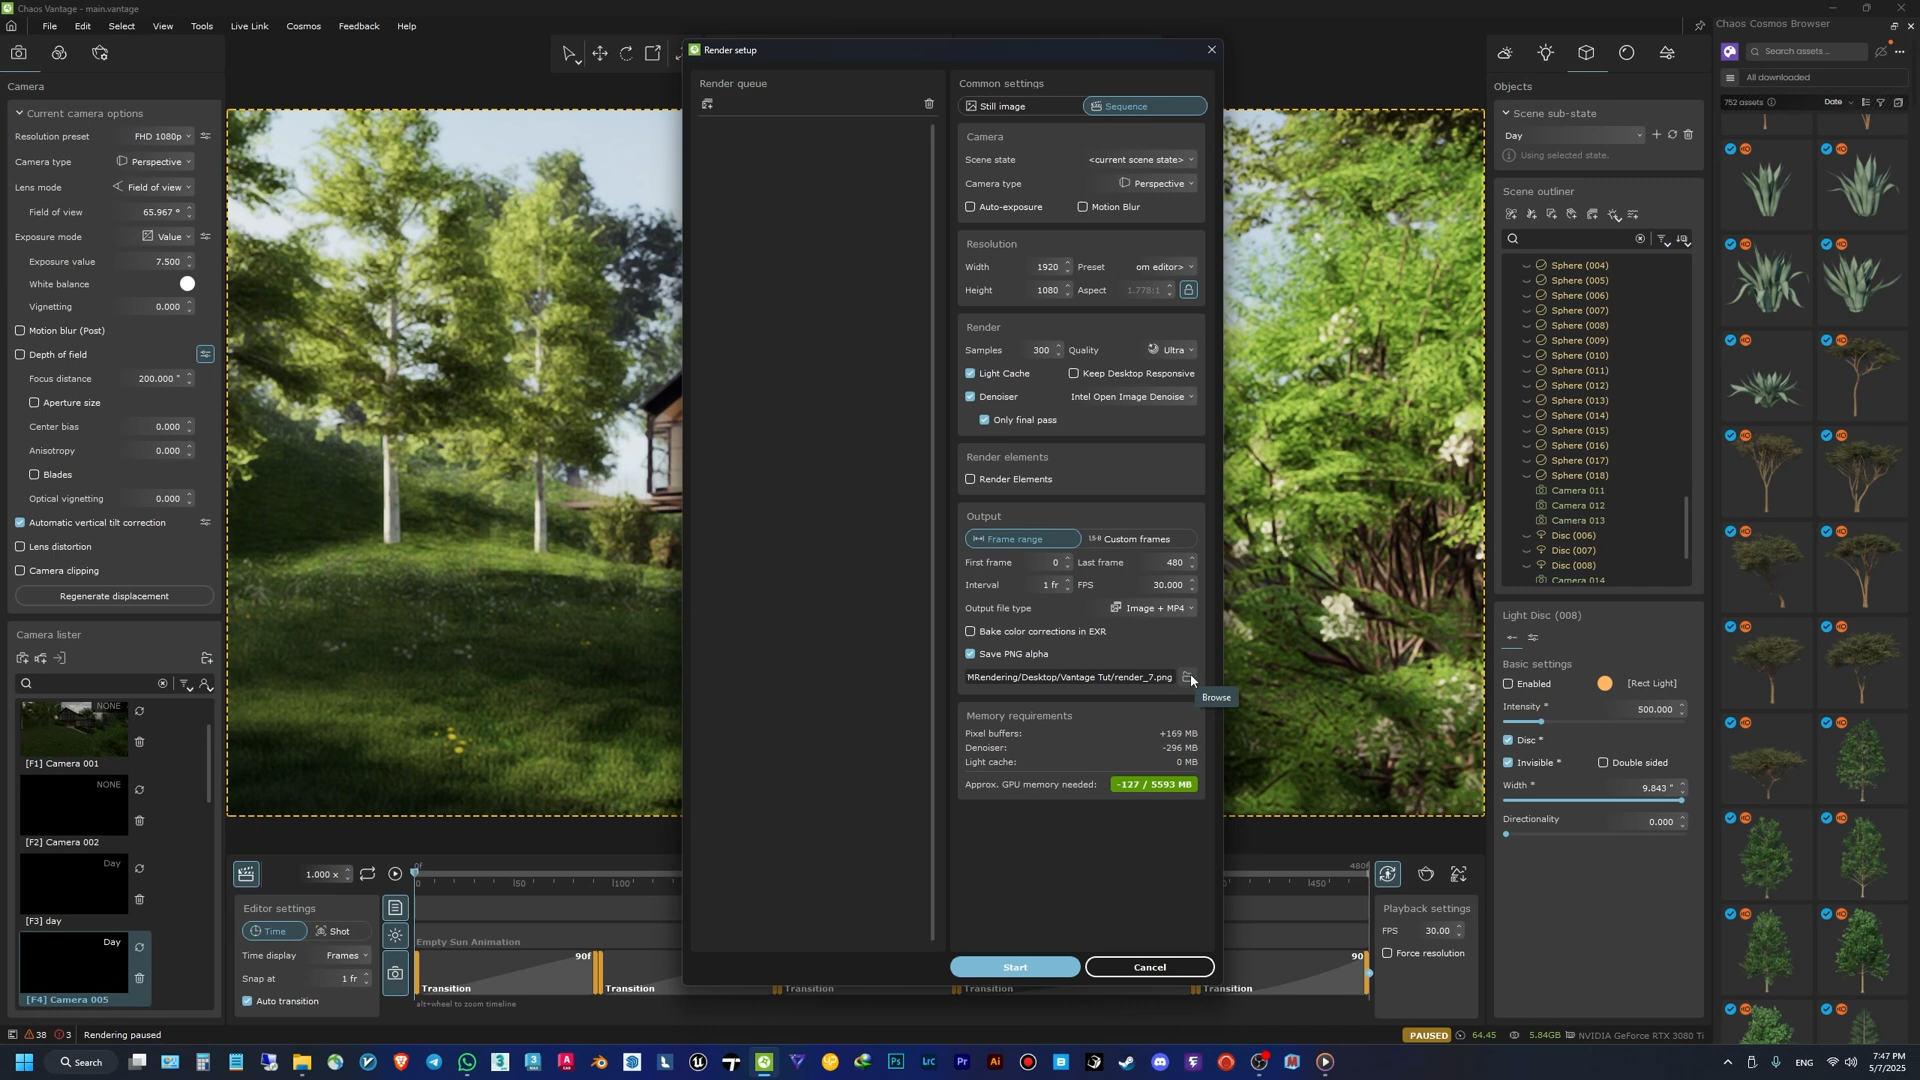 Chaos Vantage - main.vantage
File Edit Select View Tools Live Link Cosmos Feedback Help
Camera
Current camera options
Resolution preset FHD 1080p
Camera type Perspective
Lens mode Field of view
Field of view 65.967 °
Exposure mode Value
Exposure value 7.500
White balance
Vignetting 0.000
Motion blur (Post)
Depth of field
Focus distance 200.000 "
Aperture size
Center bias 0.000
Anisotropy 0.000
Blades
Optical vignetting 0.000
Automatic vertical tilt correction
Lens distortion
Camera clipping
Regenerate displacement
Camera lister
NONE
[F1] Camera 001
NONE
[F2] Camera 002
Day
[F3] day
Day
[F4] Camera 005
38 3 Rendering paused
Render setup
Render queue
Common settings
Still image Sequence
Camera
Scene state <current scene state>
Camera type Perspective
Auto-exposure Motion Blur
Resolution
Width 1920 Preset om editor>
Height 1080 Aspect 1.778:1
Render
Samples 300 Quality Ultra
Light Cache Keep Desktop Responsive
Denoiser Intel Open Image Denoise
Only final pass
Render elements
Render Elements
Output
Frame range 1,5-8 Custom frames
First frame 0 Last frame 480
Interval 1 fr FPS 30.000
Output file type Image + MP4
Bake color corrections in EXR
Save PNG alpha
MRendering/Desktop/Vantage Tut/render_7.png
Browse
Memory requirements
Pixel buffers: +169 MB
Denoiser: -296 MB
Light cache: 0 MB
Approx. GPU memory needed: -127 / 5593 MB
Start Cancel
1.000 x
0f 480f
0 50 100 450
Editor settings
Time Shot
Time display Frames
Snap at 1 fr
Auto transition
Empty Sun Animation
90f 90
Transition Transition Transition Transition Transition
alt+wheel to zoom timeline
Playback settings
FPS 30.00
Force resolution
Objects
Scene sub-state
Day
Using selected state.
Scene outliner
Sphere (004)
Sphere (005)
Sphere (006)
Sphere (007)
Sphere (008)
Sphere (009)
Sphere (010)
Sphere (011)
Sphere (012)
Sphere (013)
Sphere (014)
Sphere (015)
Sphere (016)
Sphere (017)
Sphere (018)
Camera 011
Camera 012
Camera 013
Disc (006)
Disc (007)
Disc (008)
Camera 014
Light Disc (008)
Basic settings
Enabled [Rect Light]
Intensity * 500.000
Disc *
Invisible * Double sided
Width * 9.843 "
Directionality 0.000
PAUSED 64.45 5.84GB NVIDIA GeForce RTX 3080 Ti
Chaos Cosmos Browser
Search assets ...
All downloaded
752 assets Date
Search
ENG
7:47 PM
5/7/2025